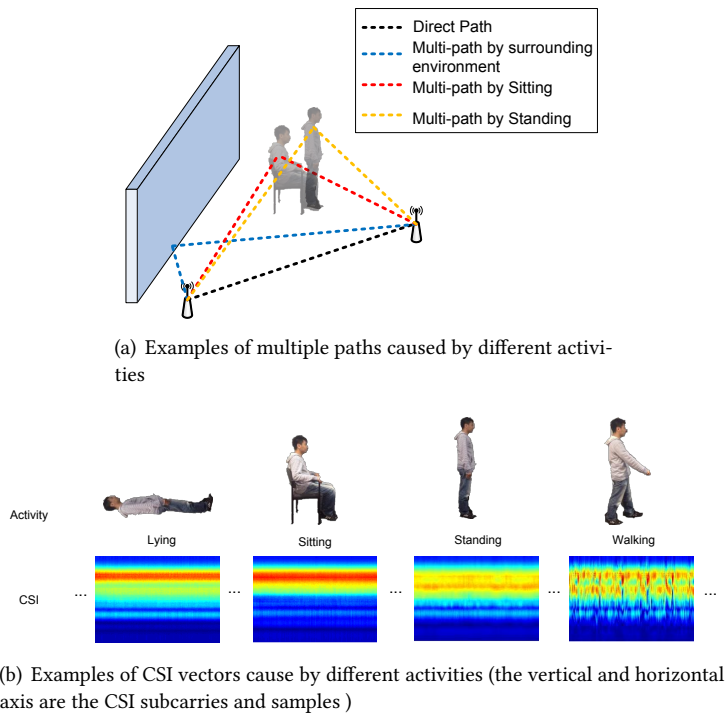 Direct Path
Multi-path by surrounding
environment
Multi-path by Sitting
Multi-path by Standing
(a) Examples of multiple paths caused by different activi-
ties
Activity
Lying
Sitting
Standing
Walking
CSI
...
...
...
...
...
(b) Examples of CSI vectors cause by different activities (the vertical and horizontal
axis are the CSI subcarries and samples )